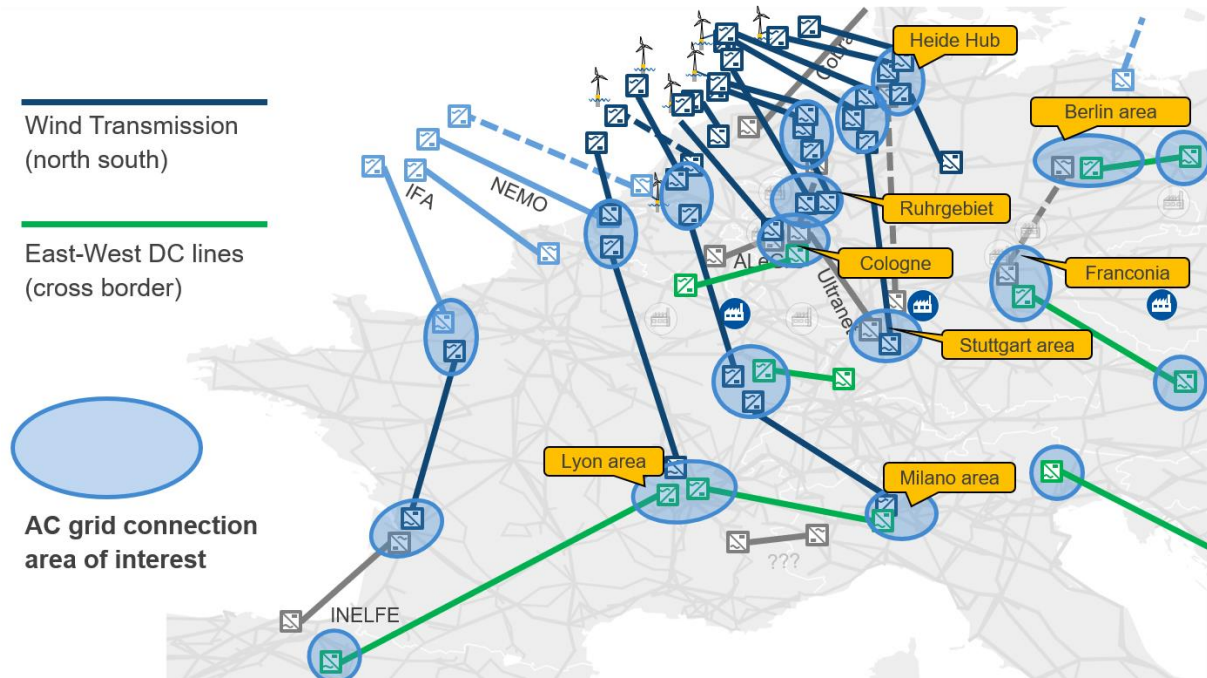 Wind Transmission
(north south)
East-West DC lines
(cross border)
AC grid connection
area of interest
Cobra
Heide Hub
Berlin area
IFA
NEMO
Ruhrgebiet
Cologne
Ultranet
Franconia
Stuttgart area
Lyon area
Milano area
???
INELFE